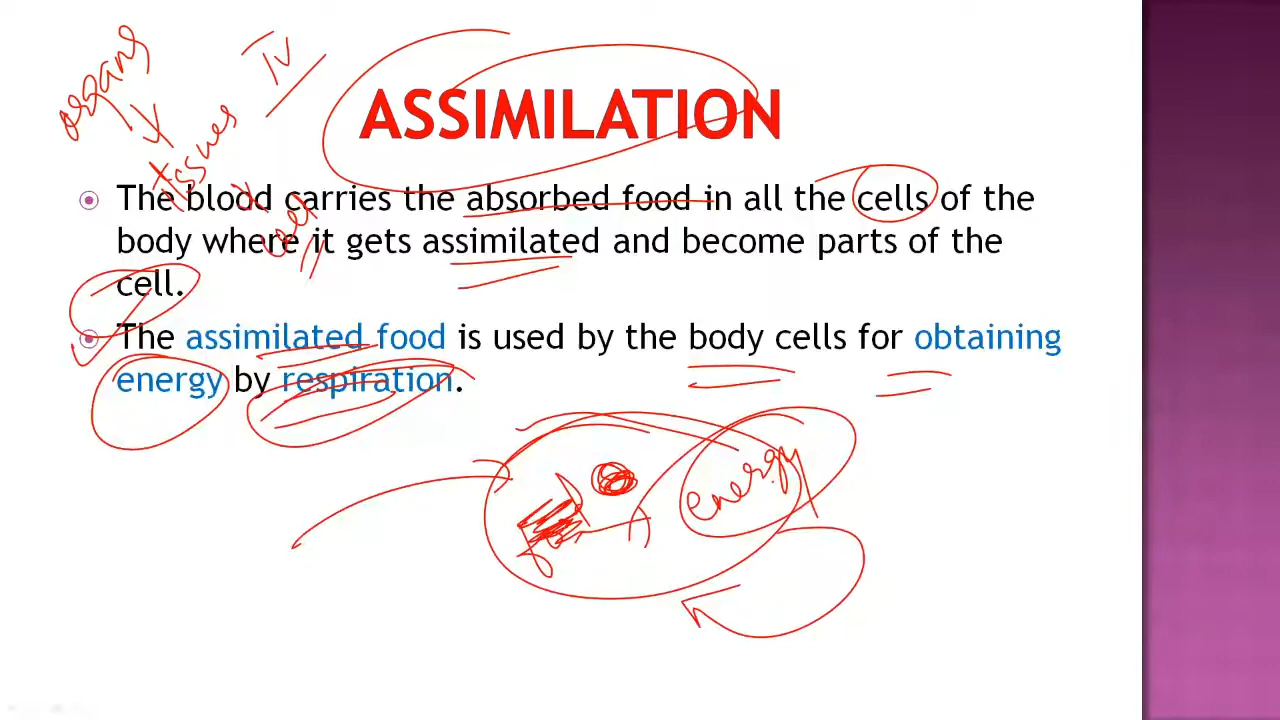 organs
tissues
cell
IV
ASSIMILATION
The blood carries the absorbed food in all the cells of the
body where it gets assimilated and become parts of the
cell.
The assimilated food is used by the body cells for obtaining
energy by respiration.
energy